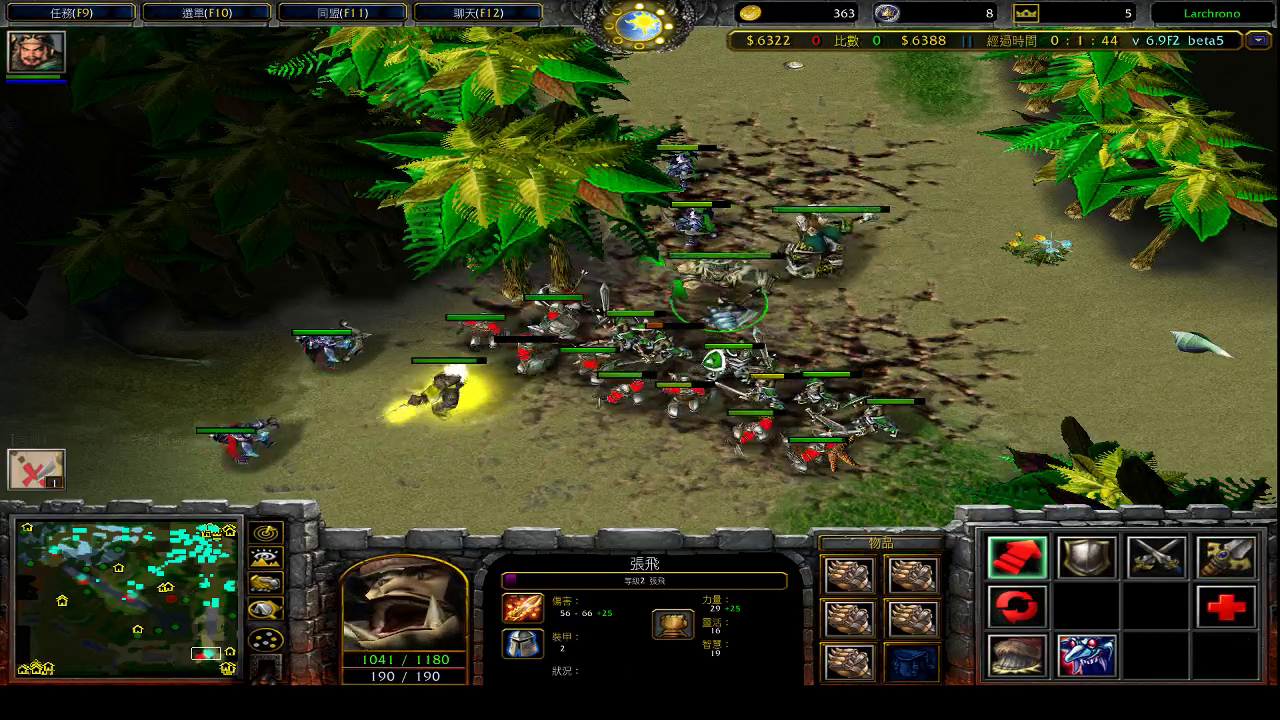 任務(F9)
選單(F10)
同盟(F11)
聊天(F12)
363
8
5
Larchrono
$6322 0 比數 0 $6388 || 經過時間 0 : 1 : 44 v 6.9F2 beta5
1
張飛
等級2 張飛
傷害：
56 - 66 +25
裝甲：
2
狀況：
力量：
29 +25
靈活：
16
智慧：
19
1041 / 1180
190 / 190
物品